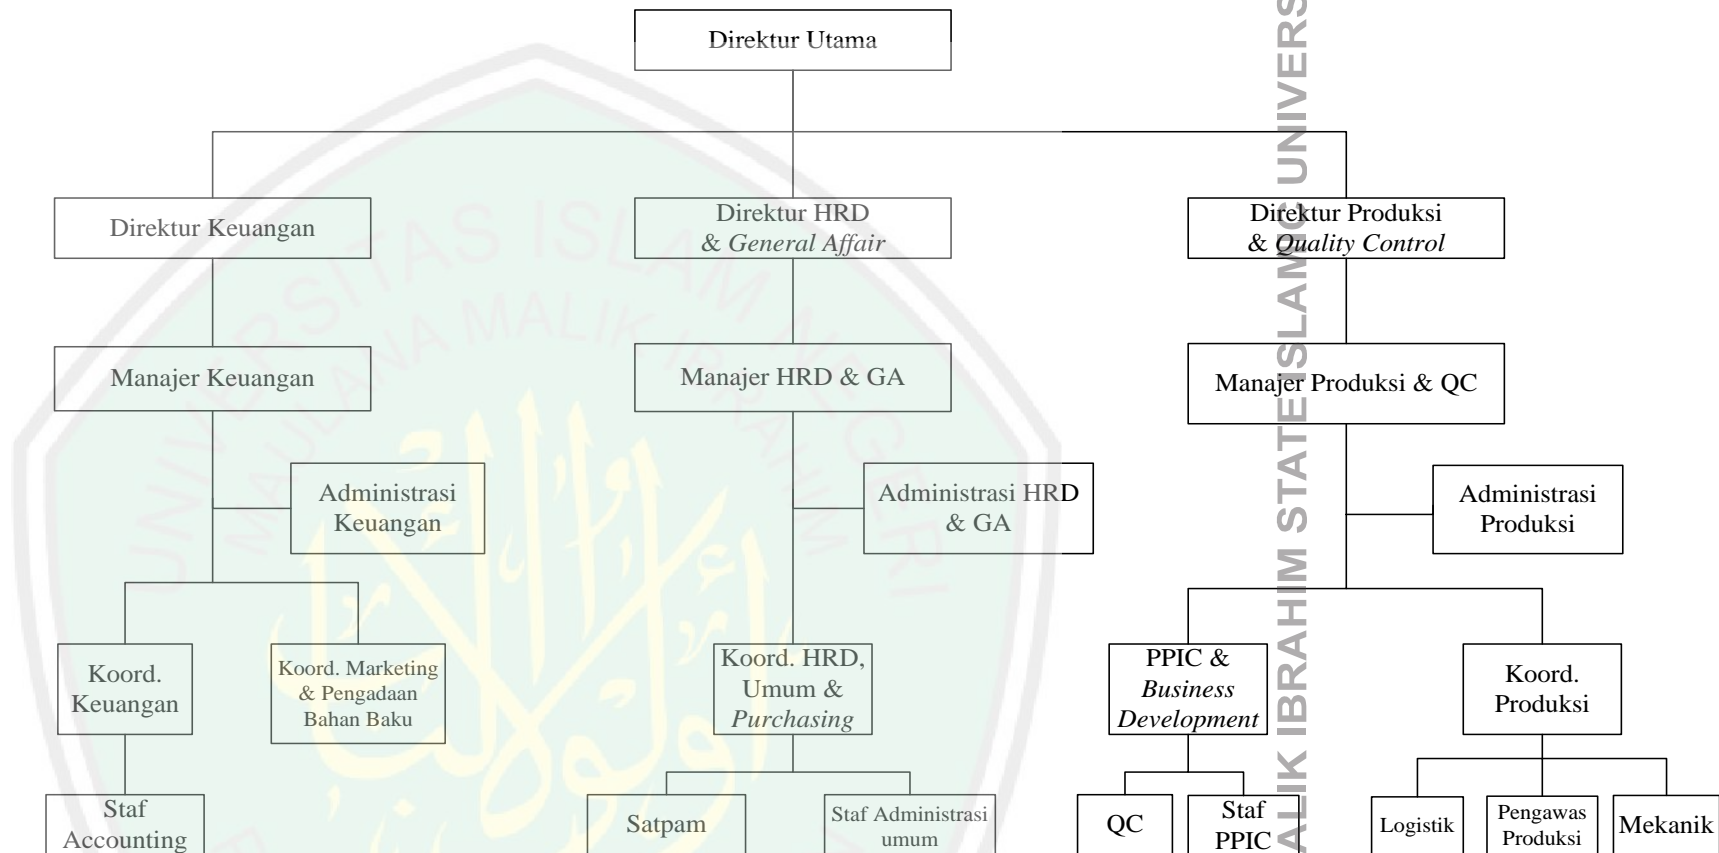 Direktur Utama
Direktur Keuangan
Direktur HRD
& General Affair
Direktur Produksi
& Quality Control
Manajer Keuangan
Manajer HRD & GA
Manajer Produksi & QC
Administrasi
Keuangan
Administrasi HRD
& GA
Administrasi
Produksi
Koord.
Keuangan
Koord. Marketing
& Pengadaan
Bahan Baku
Koord. HRD,
Umum &
Purchasing
PPIC &
Business
Development
Koord.
Produksi
Staf
Accounting
Satpam
Staf Administrasi
umum
QC
Staf
PPIC
Logistik
Pengawas
Produksi
Mekanik
UNIVERSITAS ISLAM NEGERI
MAULANA MALIK IBRAHIM
ALIK IBRAHIM STATE ISLAMIC UNIVERS